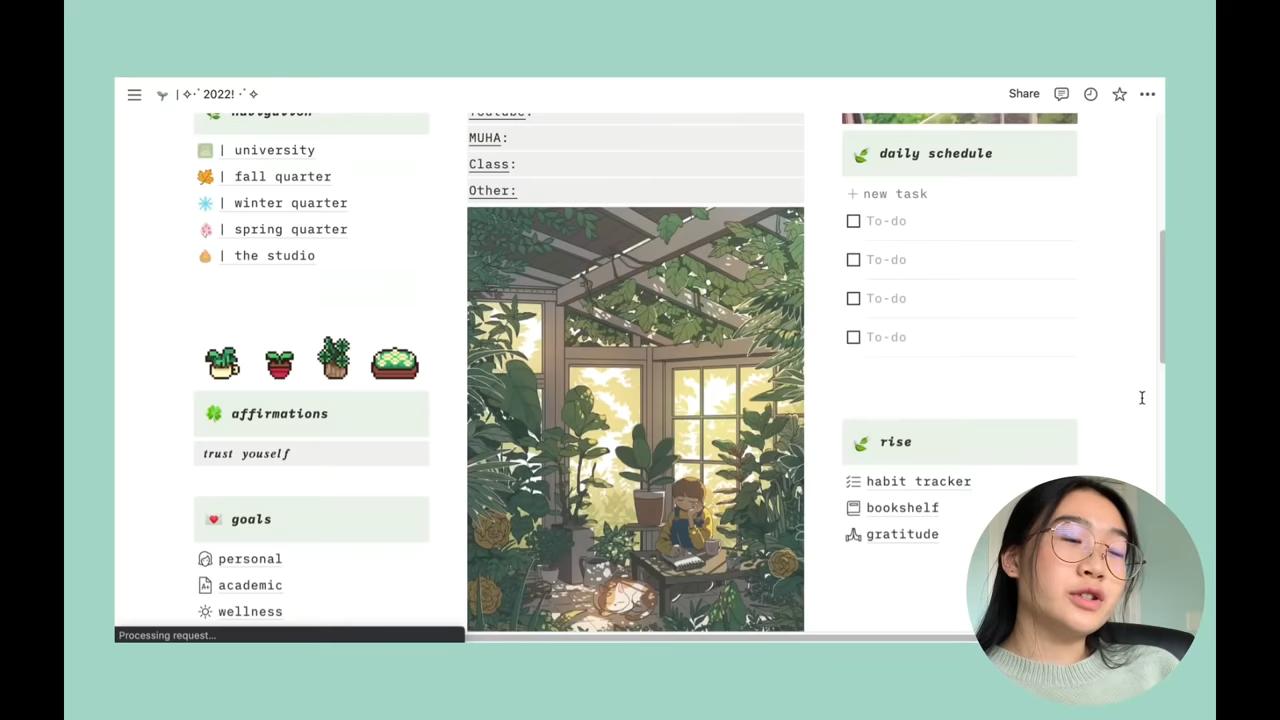 | ✧･ﾟ2022! ･ﾟ✧
Share
navigation
| university
| fall quarter
| winter quarter
| spring quarter
| the studio
affirmations
trust youself
goals
personal
academic
wellness
Processing request...
Youtube:
MUHA:
Class:
Other:
daily schedule
+ new task
To-do
To-do
To-do
To-do
rise
habit tracker
bookshelf
gratitude